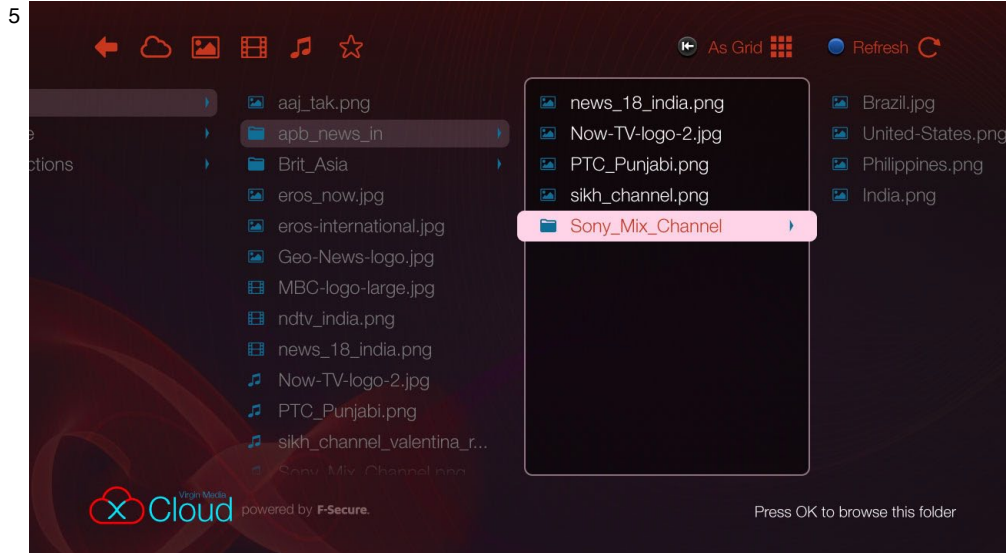 5
As Grid
Refresh
e
ctions
aaj_tak.png
apb_news_in
Brit_Asia
eros_now.jpg
eros-international.jpg
Geo-News-logo.jpg
MBC-logo-large.jpg
ndtv_india.png
news_18_india.png
Now-TV-logo-2.jpg
PTC_Punjabi.png
sikh_channel_valentina_r...
Sony_Mix_Channel.png
news_18_india.png
Now-TV-logo-2.jpg
PTC_Punjabi.png
sikh_channel.png
Sony_Mix_Channel
Brazil.jpg
United-States.png
Philippines.png
India.png
Virgin Media
Cloud
powered by F-Secure.
Press OK to browse this folder